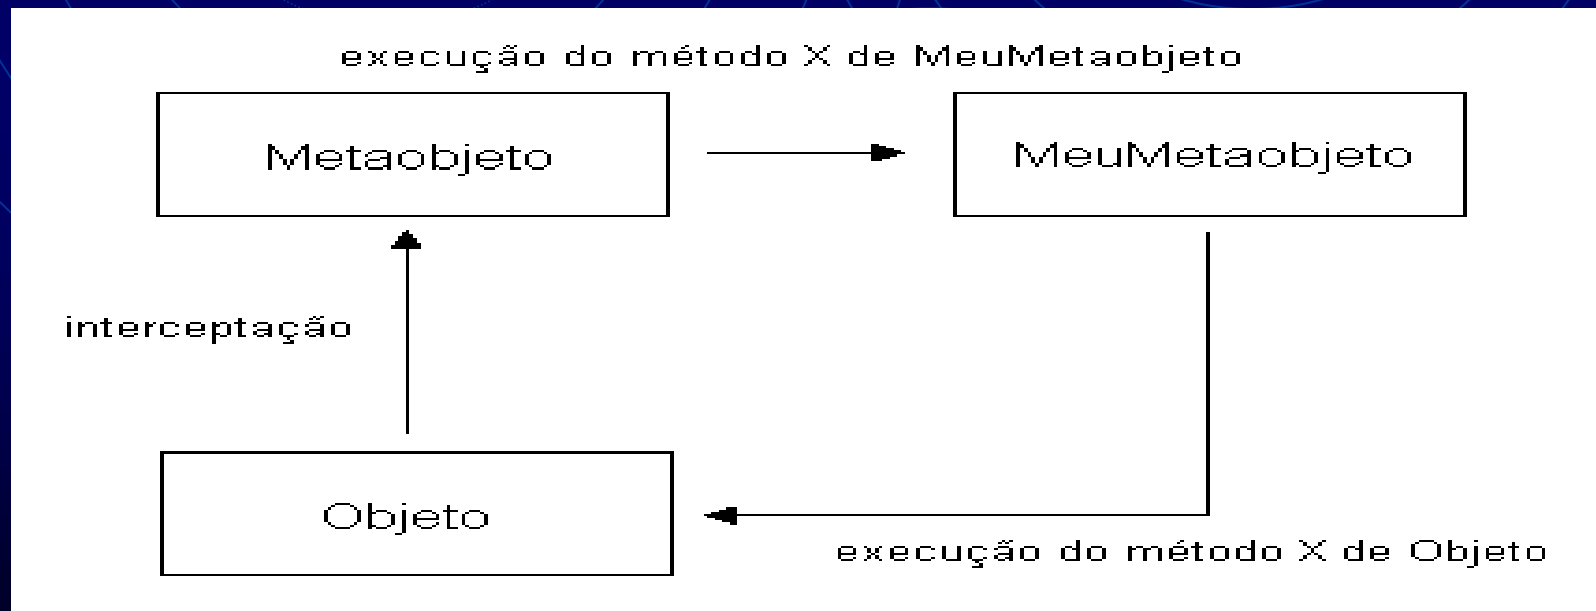 execução do método X de MeuMetaobjeto
Metaobjeto
MeuMetaobjeto
interceptação
Objeto
execução do método X de Objeto